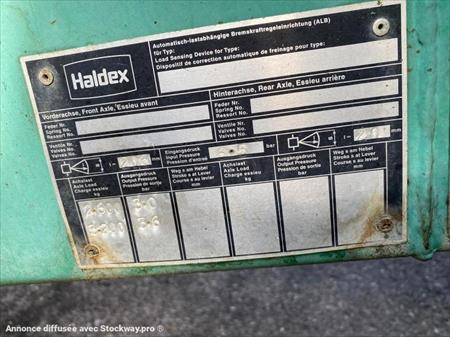 Haldex
Automatisch-lastabhängige Bremskraftregeleinrichtung (ALB)
für Typ:
Load Sensing Device for Type:
Dispositif de correction automatique de freinage pour type:
Vorderachse, Front Axle, Essieu avant
Hinterachse, Rear Axle, Essieu arrière
Feder Nr.
Spring No.
Ressort No.
Feder Nr.
Spring No.
Ressort No.
Ventile Nr.
Valves No.
Valves No.
Ventile Nr.
Valves No.
Valves No.
Eingangsdruck
Input Pressure
Pression d'entrée
bar
mm
Achslast
Axle Load
Charge essieu
kg
Ausgangsdruck
Output Pressure
Pression de sortie
bar
Weg s am Hebel
Stroke s at Lever
Course s au Levier
mm
Achslast
Axle Load
Charge essieu
kg
Ausgangsdruck
Output Pressure
Pression de sortie
bar
Weg s am Hebel
Stroke s at Lever
Course s au Levier
mm
Annonce diffusée avec Stockway.pro ®